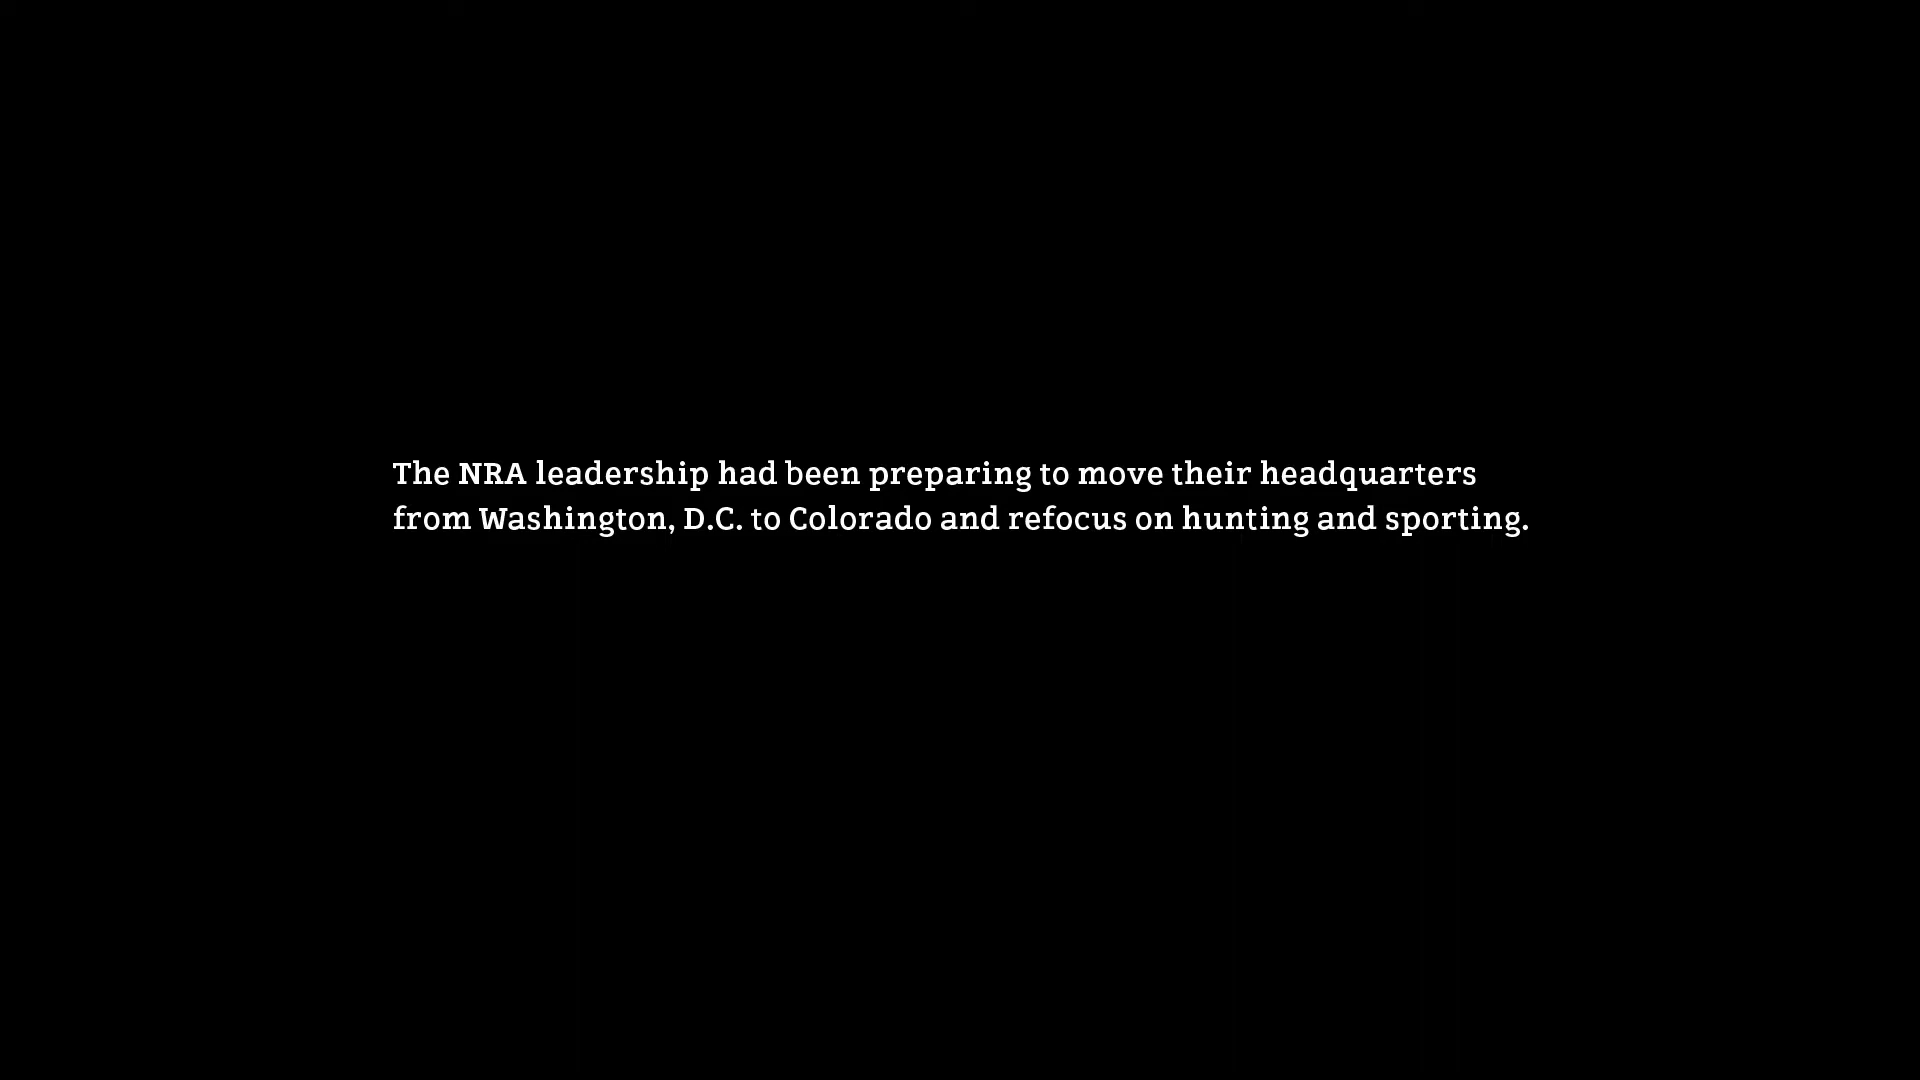 The NRA leadership had been preparing to move their headquarters
from Washington, D.C. to Colorado and refocus on hunting and sporting.